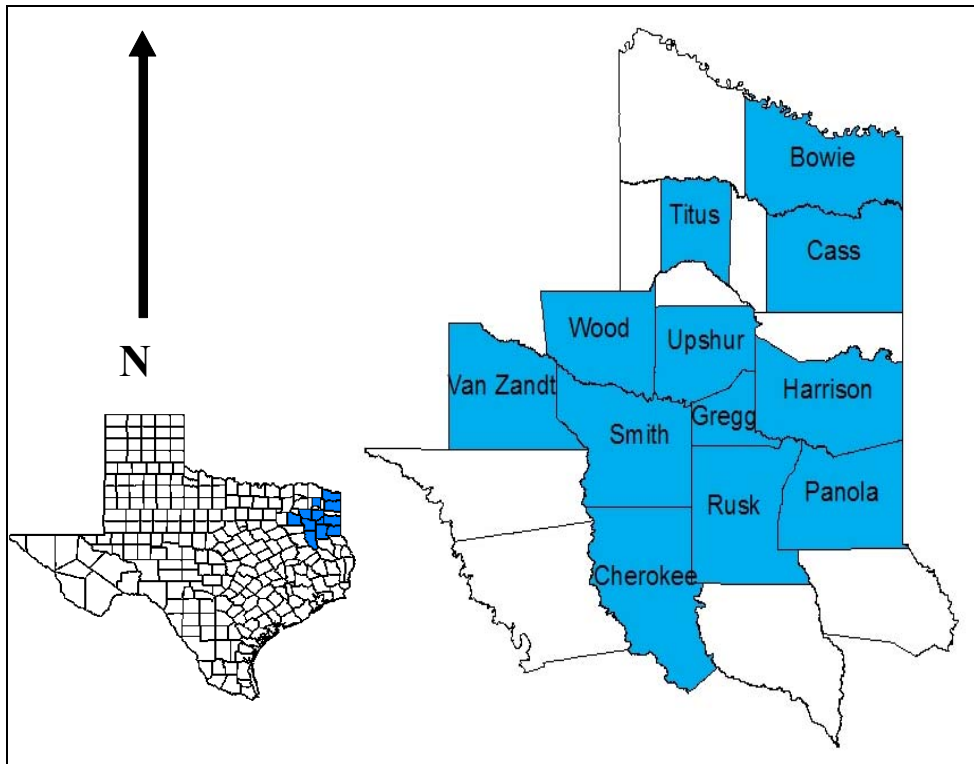 Bowie
Titus
Cass
Wood
Upshur
N
Van Zandt
Harrison
Gregg
Smith
Panola
Rusk
Cherokee